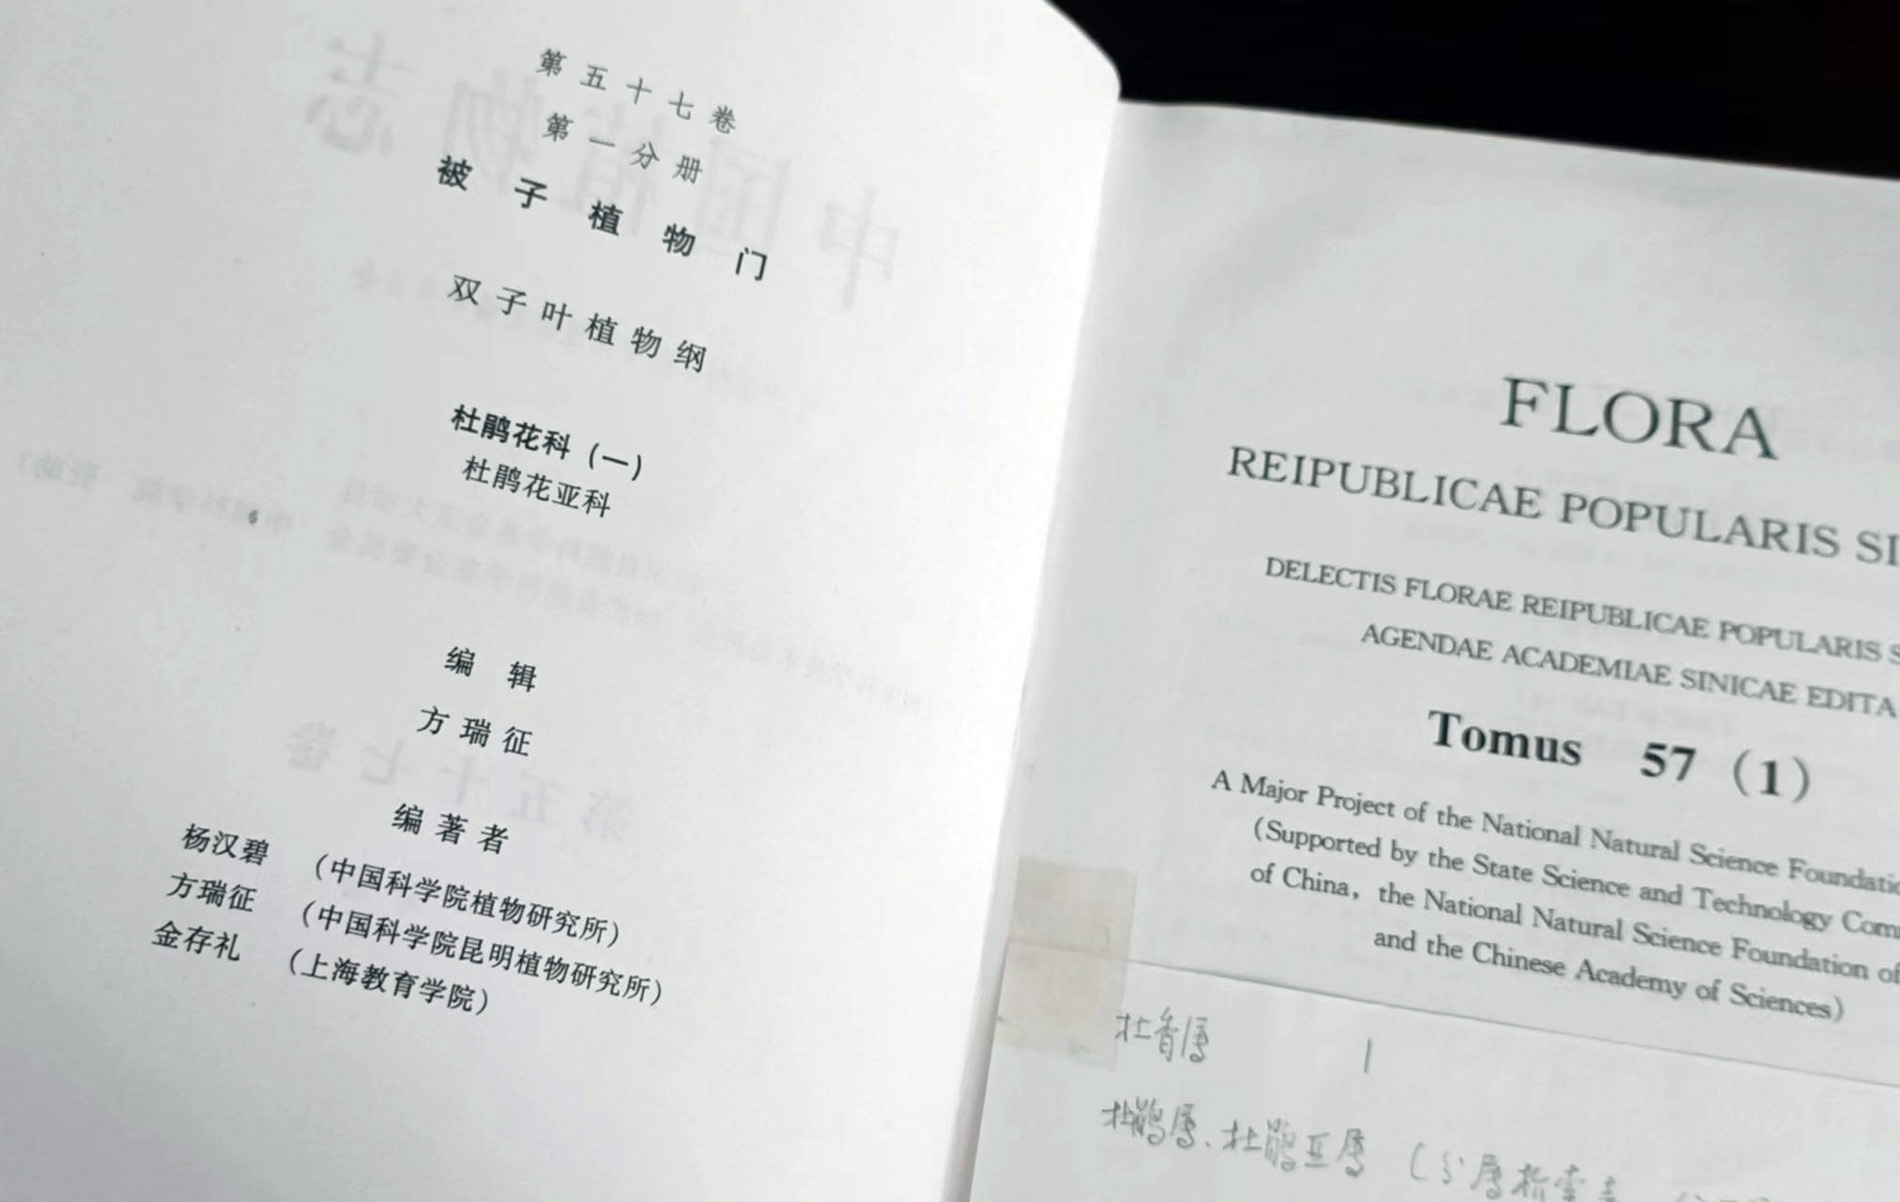 第五十七卷
第一分册
被子植物门
双子叶植物纲
杜鹃花科（一）
杜鹃花亚科
编 辑
方瑞征
编著者
杨汉碧 （中国科学院植物研究所）
方瑞征 （中国科学院昆明植物研究所）
金存礼 （上海教育学院）
FLORA
REIPUBLICAE POPULARIS SI
DELECTIS FLORAE REIPUBLICAE POPULARIS S
AGENDAE ACADEMIAE SINICAE EDITA
Tomus 57 (1)
A Major Project of the National Natural Science Foundatio
(Supported by the State Science and Technology Com
of China, the National Natural Science Foundation of
and the Chinese Academy of Sciences)
杜香属 1
杜鹃属、杜鹃亚属（分属检索表